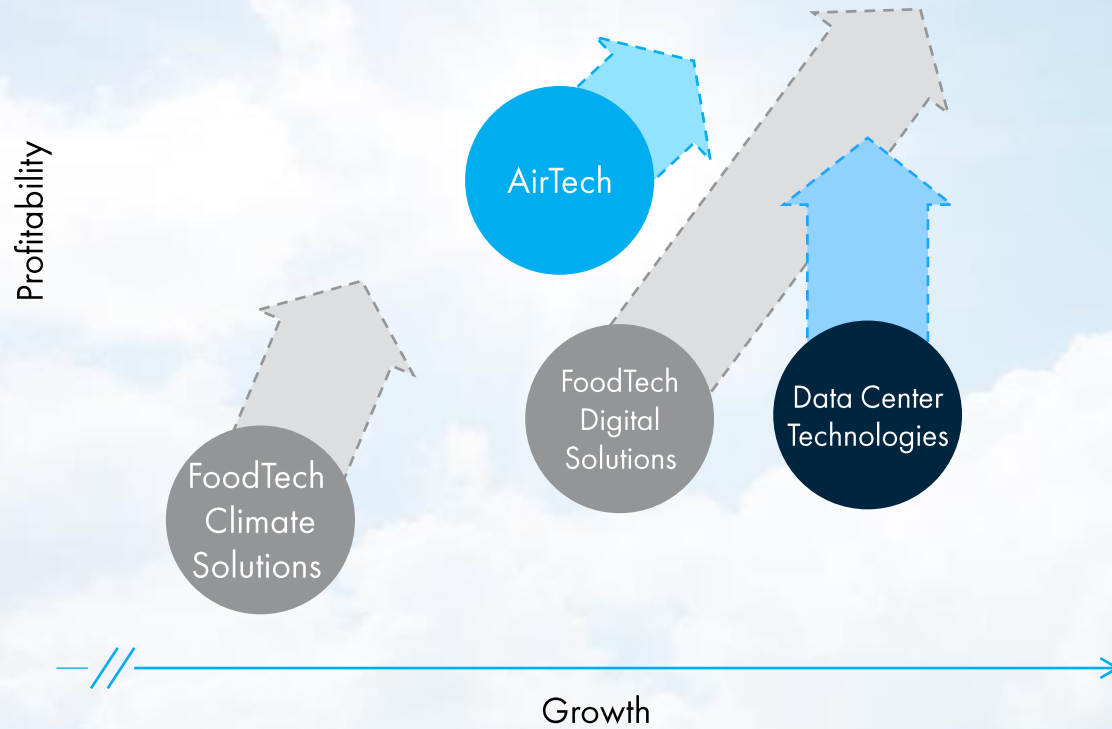 Profitability
AirTech
FoodTech
Digital
Solutions
Data Center
Technologies
FoodTech
Climate
Solutions
Growth